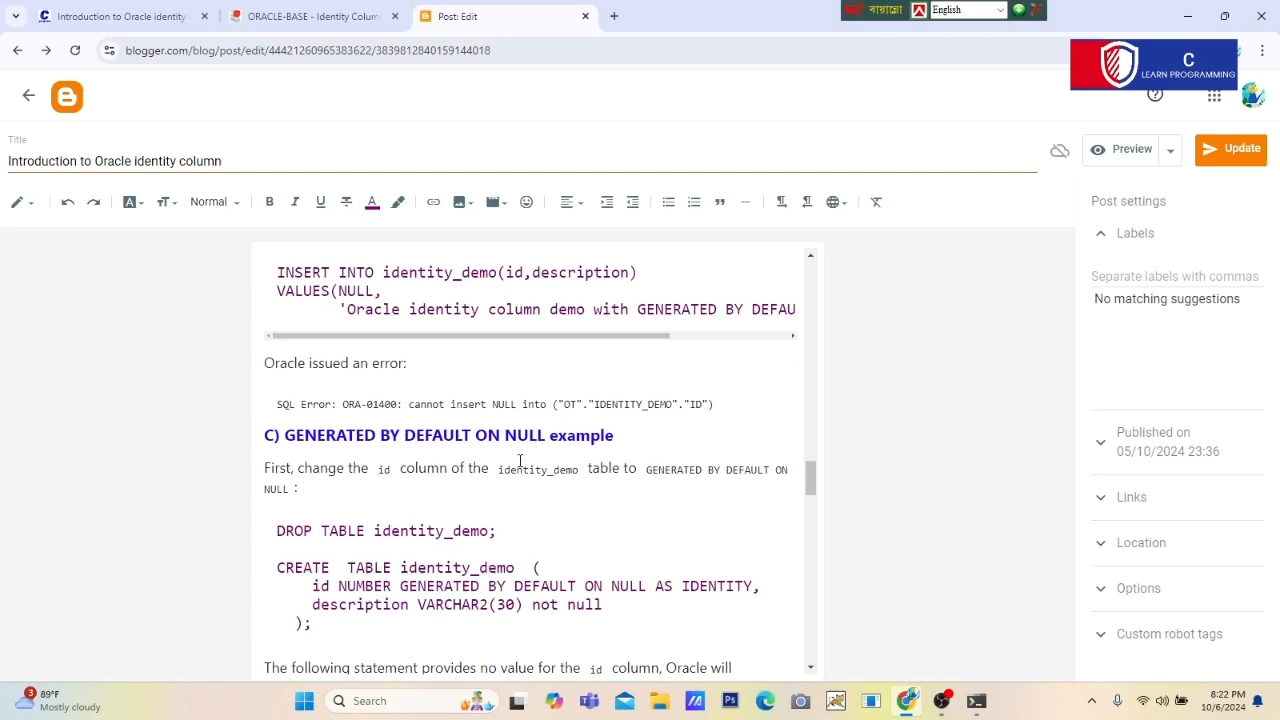 Introduction to Oracle identity c
ORACLE-BASE - Identity Column
Post Edit
বায়ান্নো
English
blogger.com/blog/post/edit/44421260965383622/3839812840159144018
C
LEARN PROGRAMMING
Title
Introduction to Oracle identity column
Preview
Update
Normal
Post settings
Labels
Separate labels with commas
No matching suggestions
INSERT INTO identity_demo(id,description)
VALUES(NULL,
'Oracle identity column demo with GENERATED BY DEFAU
Oracle issued an error:
SQL Error: ORA-01400: cannot insert NULL into ("OT"."IDENTITY_DEMO"."ID")
C) GENERATED BY DEFAULT ON NULL example
First, change the id column of the identity_demo table to GENERATED BY DEFAULT ON
NULL :
DROP TABLE identity_demo;
CREATE  TABLE identity_demo  (
id NUMBER GENERATED BY DEFAULT ON NULL AS IDENTITY,
description VARCHAR2(30) not null
);
The following statement provides no value for the id column, Oracle will
Published on
05/10/2024 23:36
Links
Location
Options
Custom robot tags
3
89°F
Mostly cloudy
Search
8:22 PM
10/6/2024